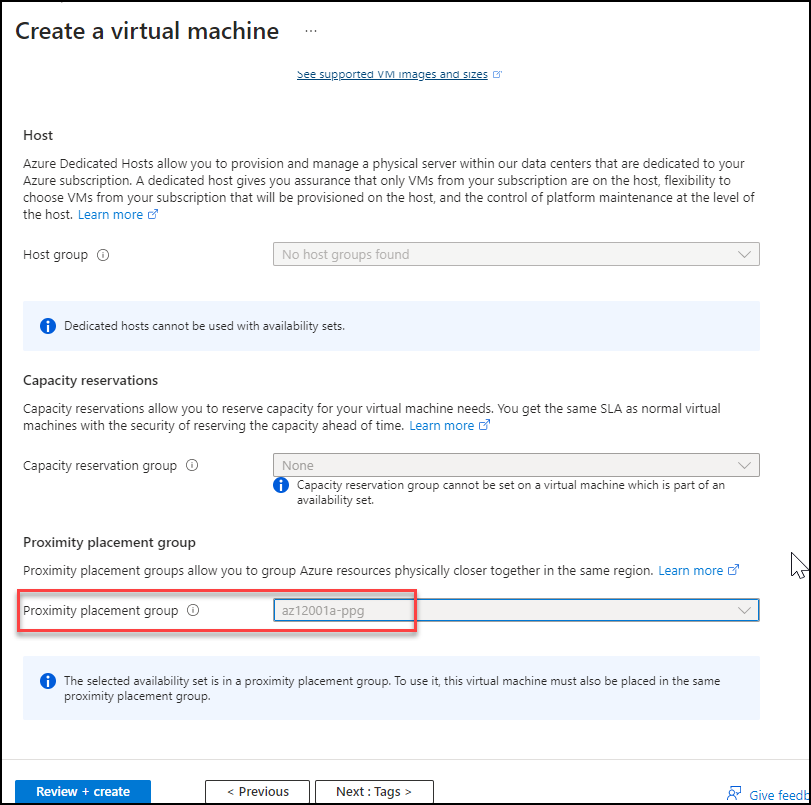 Create a virtual machine ...
See supported VM images and sizes
Host
Azure Dedicated Hosts allow you to provision and manage a physical server within our data centers that are dedicated to your
Azure subscription. A dedicated host gives you assurance that only VMs from your subscription are on the host, flexibility to
choose VMs from your subscription that will be provisioned on the host, and the control of platform maintenance at the level of
the host. Learn more
Host group
No host groups found
Dedicated hosts cannot be used with availability sets.
Capacity reservations
Capacity reservations allow you to reserve capacity for your virtual machine needs. You get the same SLA as normal virtual
machines with the security of reserving the capacity ahead of time. Learn more
Capacity reservation group
None
Capacity reservation group cannot be set on a virtual machine which is part of an
availability set.
Proximity placement group
Proximity placement groups allow you to group Azure resources physically closer together in the same region. Learn more
Proximity placement group
az12001a-ppg
The selected availability set is in a proximity placement group. To use it, this virtual machine must also be placed in the same
proximity placement group.
Review + create
< Previous
Next : Tags >
Give feedb